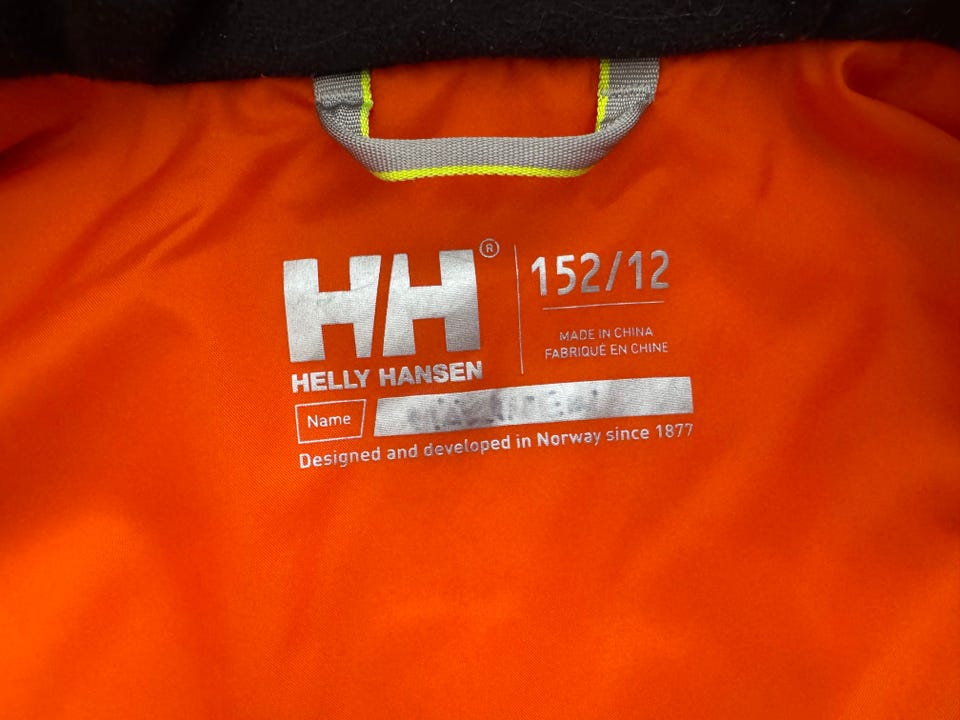 HH®
HELLY HANSEN
152/12
MADE IN CHINA
FABRIQUÉ EN CHINE
Name
Designed and developed in Norway since 1877